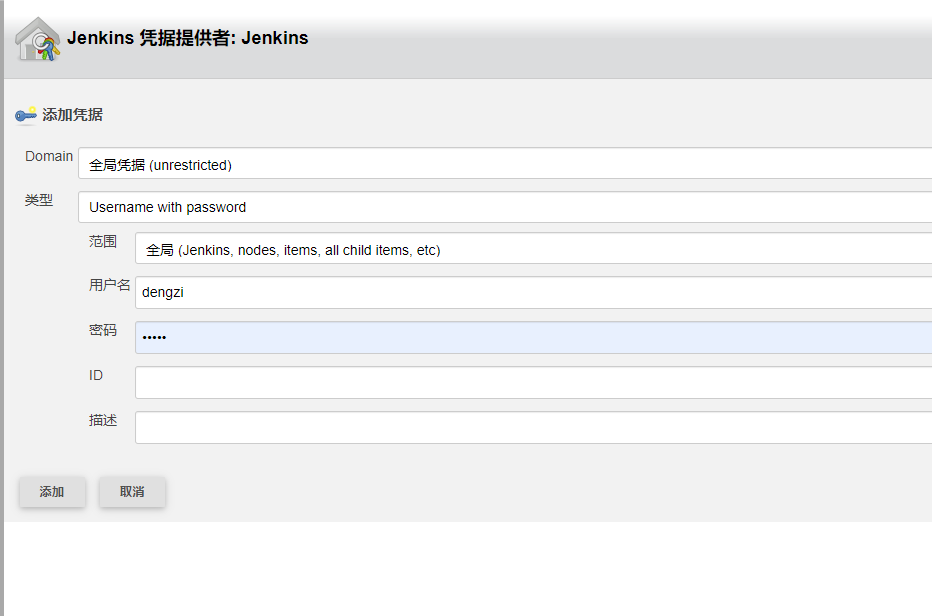 Jenkins 凭据提供者: Jenkins
添加凭据
Domain
全局凭据 (unrestricted)
类型
Username with password
范围
全局 (Jenkins, nodes, items, all child items, etc)
用户名
dengzi
密码
•••••
ID
描述
添加
取消